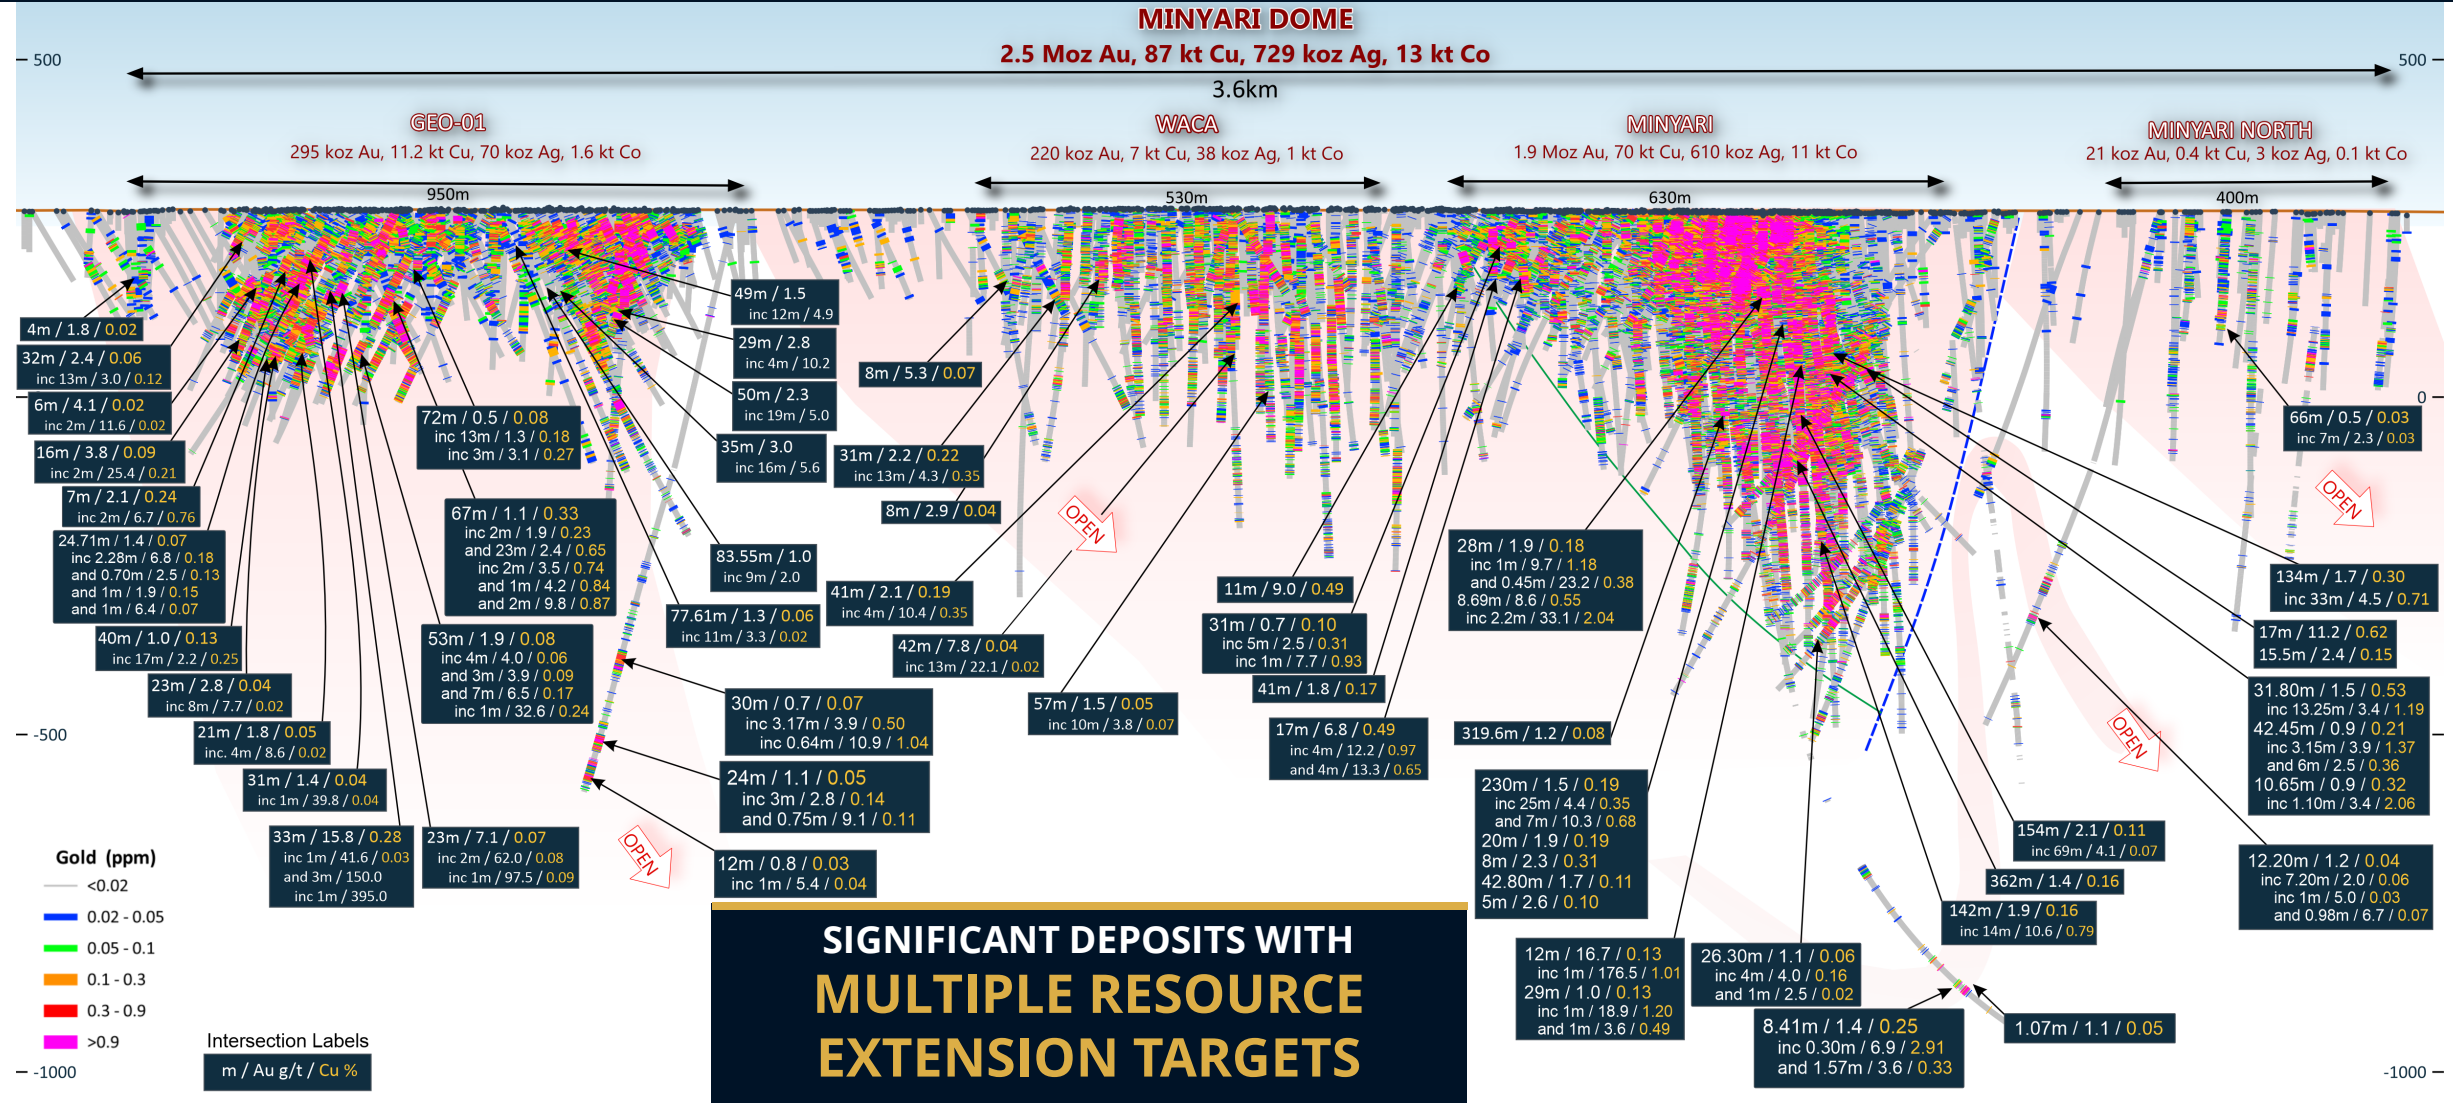 MINYARI DOME
2.5 Moz Au, 87 kt Cu, 729 koz Ag, 13 kt Co
500
500
3.6km
GEO-01
295 koz Au, 11.2 kt Cu, 70 koz Ag, 1.6 kt Co
950m
WACA
220 koz Au, 7 kt Cu, 38 koz Ag, 1 kt Co
530m
MINYARI
1.9 Moz Au, 70 kt Cu, 610 koz Ag, 11 kt Co
630m
MINYARI NORTH
21 koz Au, 0.4 kt Cu, 3 koz Ag, 0.1 kt Co
400m
4m / 1.8 / 0.02
32m / 2.4 / 0.06
inc 13m / 3.0 / 0.12
6m / 4.1 / 0.02
inc 2m / 11.6 / 0.02
16m / 3.8 / 0.09
inc 2m / 25.4 / 0.21
7m / 2.1 / 0.24
inc 2m / 6.7 / 0.76
24.71m / 1.4 / 0.07
inc 2.28m / 6.8 / 0.18
and 0.70m / 2.5 / 0.13
and 1m / 1.9 / 0.15
and 1m / 6.4 / 0.07
40m / 1.0 / 0.13
inc 17m / 2.2 / 0.25
23m / 2.8 / 0.04
inc 8m / 7.7 / 0.02
21m / 1.8 / 0.05
inc. 4m / 8.6 / 0.02
31m / 1.4 / 0.04
inc 1m / 39.8 / 0.04
33m / 15.8 / 0.28
inc 1m / 41.6 / 0.03
and 3m / 150.0
inc 1m / 395.0
23m / 7.1 / 0.07
inc 2m / 62.0 / 0.08
inc 1m / 97.5 / 0.09
72m / 0.5 / 0.08
inc 13m / 1.3 / 0.18
inc 3m / 3.1 / 0.27
67m / 1.1 / 0.33
inc 2m / 1.9 / 0.23
and 23m / 2.4 / 0.65
inc 2m / 3.5 / 0.74
and 1m / 4.2 / 0.84
and 2m / 9.8 / 0.87
53m / 1.9 / 0.08
inc 4m / 4.0 / 0.06
and 3m / 3.9 / 0.09
and 7m / 6.5 / 0.17
inc 1m / 32.6 / 0.24
49m / 1.5
inc 12m / 4.9
29m / 2.8
inc 4m / 10.2
50m / 2.3
inc 19m / 5.0
35m / 3.0
inc 16m / 5.6
83.55m / 1.0
inc 9m / 2.0
77.61m / 1.3 / 0.06
inc 11m / 3.3 / 0.02
30m / 0.7 / 0.07
inc 3.17m / 3.9 / 0.50
inc 0.64m / 10.9 / 1.04
24m / 1.1 / 0.05
inc 3m / 2.8 / 0.14
and 0.75m / 9.1 / 0.11
12m / 0.8 / 0.03
inc 1m / 5.4 / 0.04
OPEN
8m / 5.3 / 0.07
31m / 2.2 / 0.22
inc 13m / 4.3 / 0.35
8m / 2.9 / 0.04
41m / 2.1 / 0.19
inc 4m / 10.4 / 0.35
42m / 7.8 / 0.04
inc 13m / 22.1 / 0.02
57m / 1.5 / 0.05
inc 10m / 3.8 / 0.07
OPEN
11m / 9.0 / 0.49
31m / 0.7 / 0.10
inc 5m / 2.5 / 0.31
inc 1m / 7.7 / 0.93
41m / 1.8 / 0.17
17m / 6.8 / 0.49
inc 4m / 12.2 / 0.97
and 4m / 13.3 / 0.65
28m / 1.9 / 0.18
inc 1m / 9.7 / 1.18
and 0.45m / 23.2 / 0.38
8.69m / 8.6 / 0.55
inc 2.2m / 33.1 / 2.04
319.6m / 1.2 / 0.08
230m / 1.5 / 0.19
inc 25m / 4.4 / 0.35
and 7m / 10.3 / 0.68
20m / 1.9 / 0.19
8m / 2.3 / 0.31
42.80m / 1.7 / 0.11
5m / 2.6 / 0.10
12m / 16.7 / 0.13
inc 1m / 176.5 / 1.01
29m / 1.0 / 0.13
inc 1m / 18.9 / 1.20
and 1m / 3.6 / 0.49
26.30m / 1.1 / 0.06
inc 4m / 4.0 / 0.16
and 1m / 2.5 / 0.02
8.41m / 1.4 / 0.25
inc 0.30m / 6.9 / 2.91
and 1.57m / 3.6 / 0.33
1.07m / 1.1 / 0.05
142m / 1.9 / 0.16
inc 14m / 10.6 / 0.79
362m / 1.4 / 0.16
154m / 2.1 / 0.11
inc 69m / 4.1 / 0.07
66m / 0.5 / 0.03
inc 7m / 2.3 / 0.03
OPEN
134m / 1.7 / 0.30
inc 33m / 4.5 / 0.71
17m / 11.2 / 0.62
15.5m / 2.4 / 0.15
31.80m / 1.5 / 0.53
inc 13.25m / 3.4 / 1.19
42.45m / 0.9 / 0.21
inc 3.15m / 3.9 / 1.37
and 6m / 2.5 / 0.36
10.65m / 0.9 / 0.32
inc 1.10m / 3.4 / 2.06
OPEN
12.20m / 1.2 / 0.04
inc 7.20m / 2.0 / 0.06
inc 1m / 5.0 / 0.03
and 0.98m / 6.7 / 0.07
0
-500
-1000
-1000
Gold (ppm)
<0.02
0.02 - 0.05
0.05 - 0.1
0.1 - 0.3
0.3 - 0.9
>0.9
Intersection Labels
m / Au g/t / Cu %
SIGNIFICANT DEPOSITS WITH
MULTIPLE RESOURCE
EXTENSION TARGETS